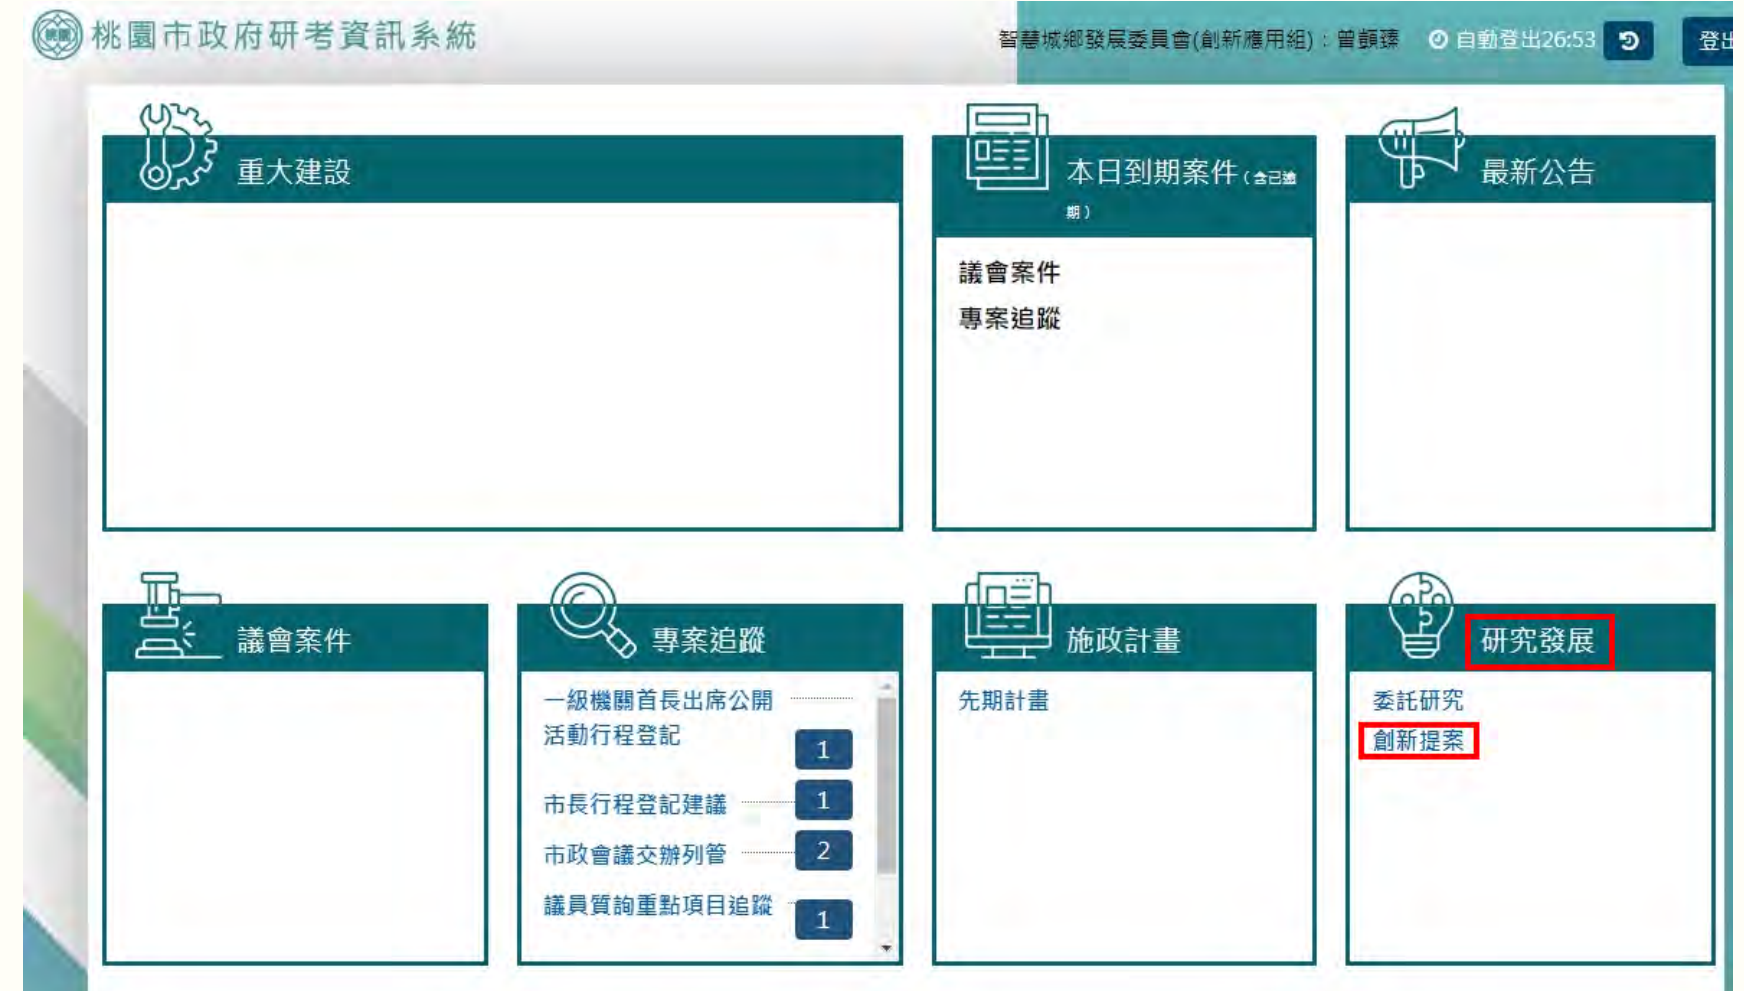 桃園市政府研考資訊系統
智慧城鄉發展委員會(創新應用組)：曾顗臻
自動登出26:53
登出
重大建設
本日到期案件（含已逾
期）
議會案件
專案追蹤
最新公告
議會案件
專案追蹤
一級機關首長出席公開
活動行程登記
1
市長行程登記建議
1
市政會議交辦列管
2
議員質詢重點項目追蹤
1
施政計畫
先期計畫
研究發展
委託研究
創新提案